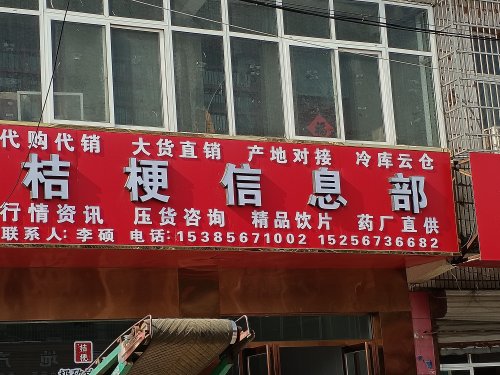 代购代销 大货直销 产地对接 冷库云仓
桔梗信息部
行情资讯 压货咨询 精品饮片 药厂直供
联系人: 李硕 电话: 15385671002 15256736682
桔梗